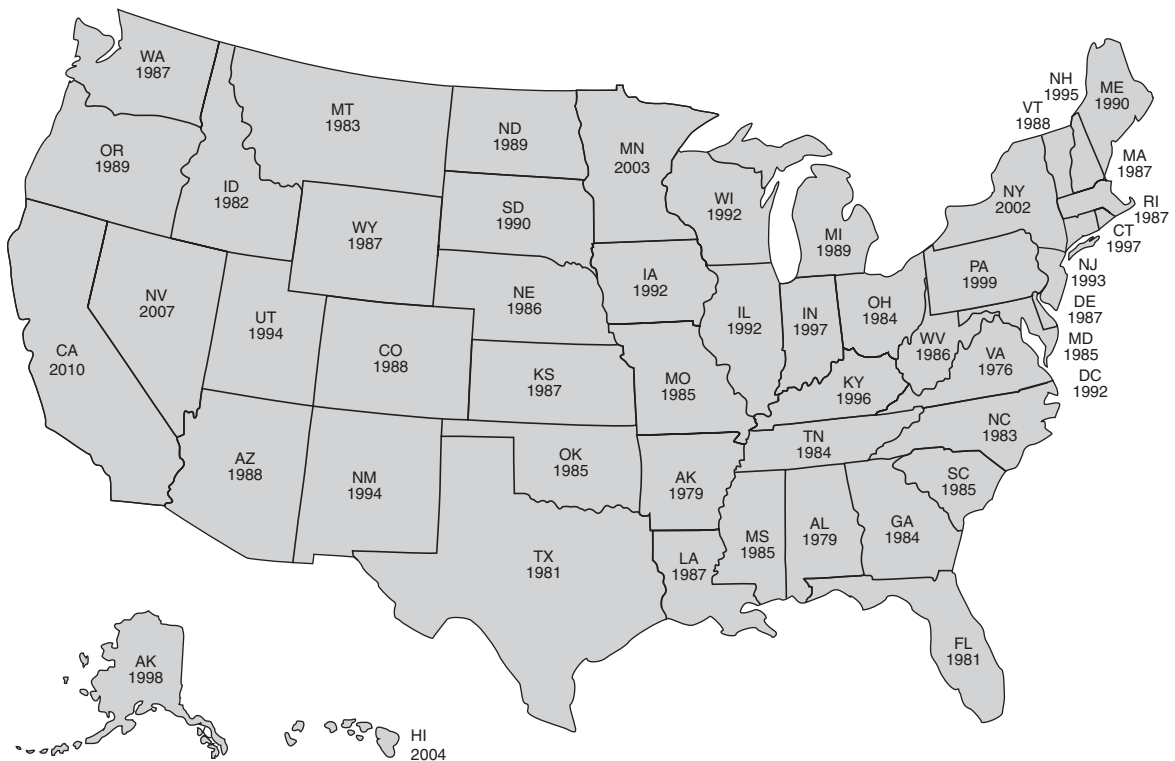 WA
1987
OR
1989
CA
2010
NV
2007
ID
1982
MT
1983
WY
1987
UT
1994
CO
1988
AZ
1988
NM
1994
ND
1989
SD
1990
NE
1986
KS
1987
OK
1985
TX
1981
MN
2003
IA
1992
MO
1985
AK
1979
LA
1987
WI
1992
IL
1992
MI
1989
IN
1997
OH
1984
KY
1996
TN
1984
MS
1985
AL
1979
GA
1984
FL
1981
SC
1985
NC
1983
VA
1976
WV
1986
PA
1999
NY
2002
VT
1988
NH
1995
ME
1990
MA
1987
RI
1987
CT
1997
NJ
1993
DE
1987
MD
1985
DC
1992
AK
1998
HI
2004